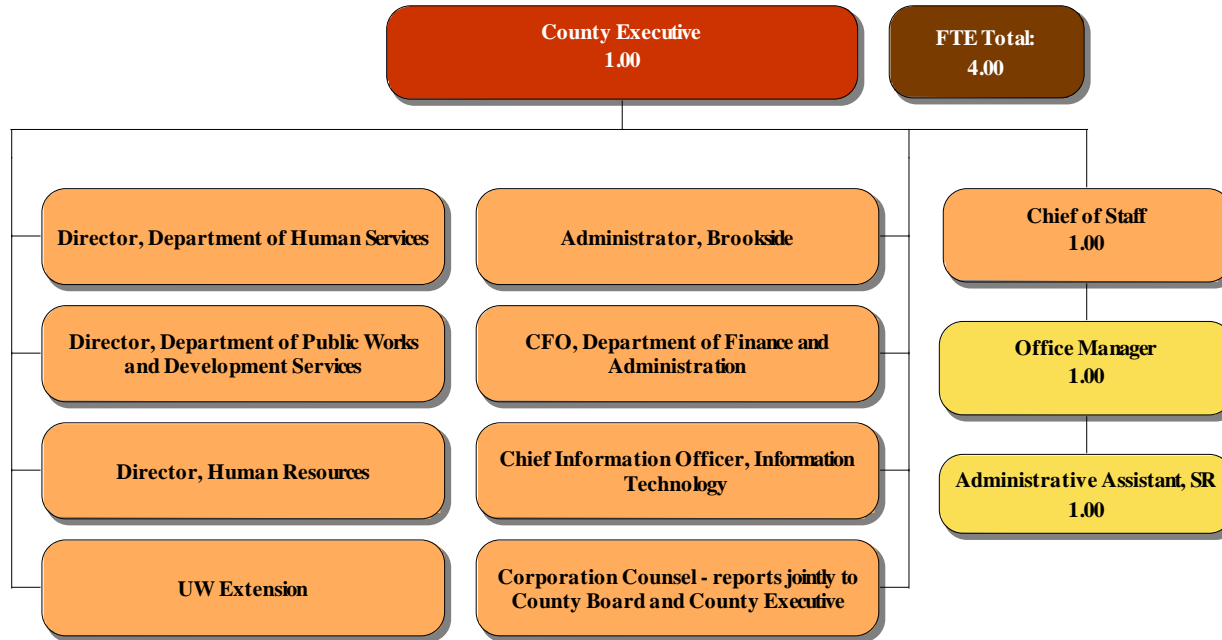 County Executive
1.00
FTE Total:
4.00
Director, Department of Human Services
Administrator, Brookside
Chief of Staff
1.00
Director, Department of Public Works
and Development Services
CFO, Department of Finance and
Administration
Office Manager
1.00
Director, Human Resources
Chief Information Officer, Information
Technology
Administrative Assistant, SR
1.00
UW Extension
Corporation Counsel - reports jointly to
County Board and County Executive